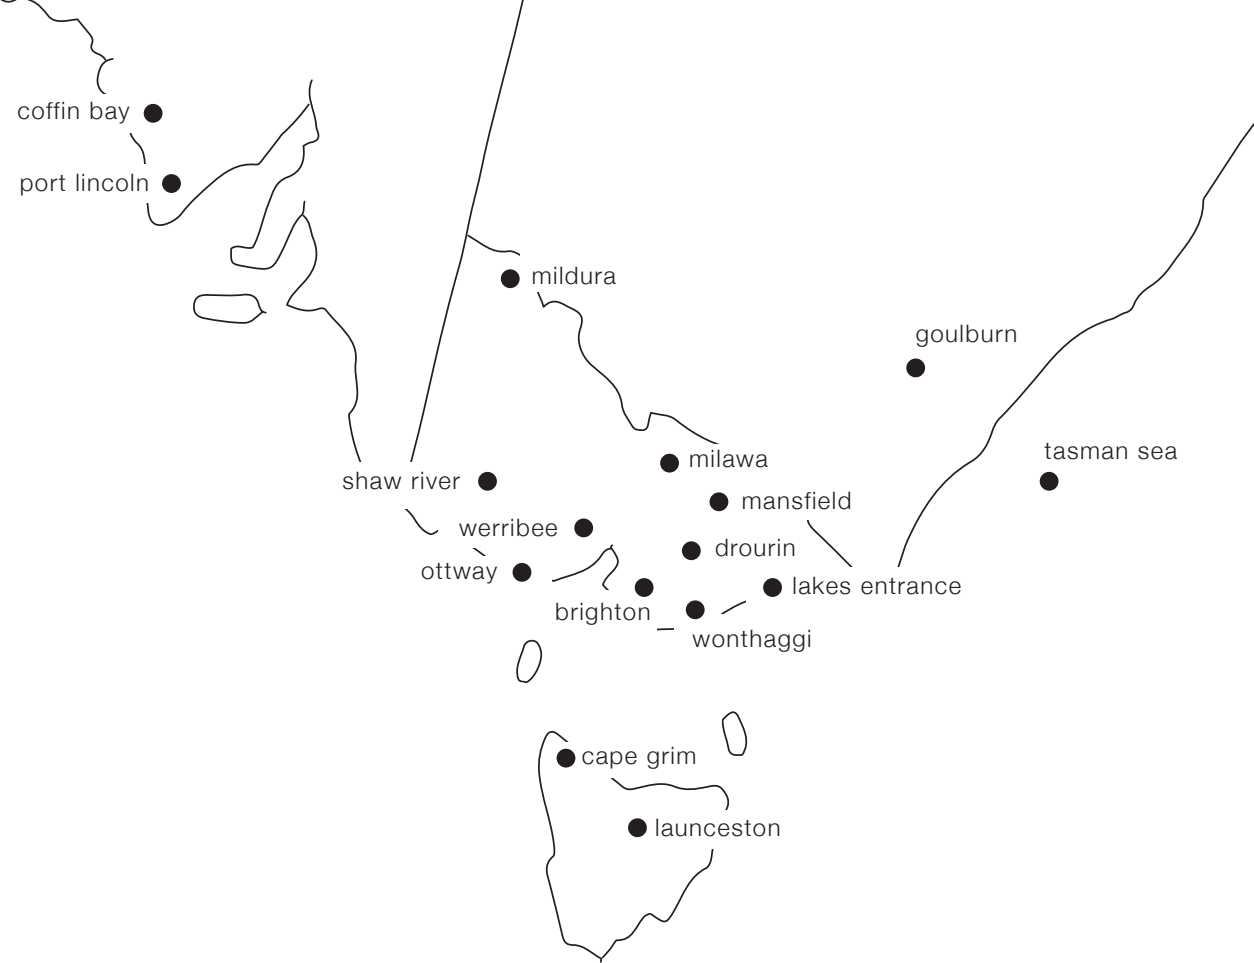 coffin bay
port lincoln
mildura
goulburn
tasman sea
milawa
shaw river
mansfield
werribee
drourin
ottway
lakes entrance
brighton
wonthaggi
cape grim
launceston